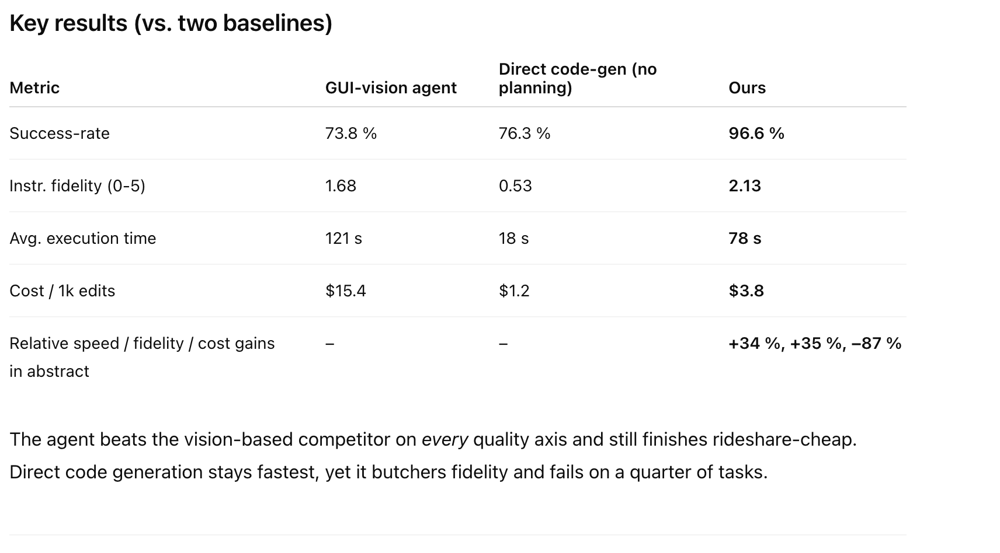 Key results (vs. two baselines)
Metric GUI-vision agent Direct code-gen (no planning) Ours
Success-rate 73.8 % 76.3 % 96.6 %
Instr. fidelity (0-5) 1.68 0.53 2.13
Avg. execution time 121 s 18 s 78 s
Cost / 1k edits $15.4 $1.2 $3.8
Relative speed / fidelity / cost gains – – +34 %, +35 %, –87 %
in abstract
The agent beats the vision-based competitor on every quality axis and still finishes rideshare-cheap.
Direct code generation stays fastest, yet it butchers fidelity and fails on a quarter of tasks.